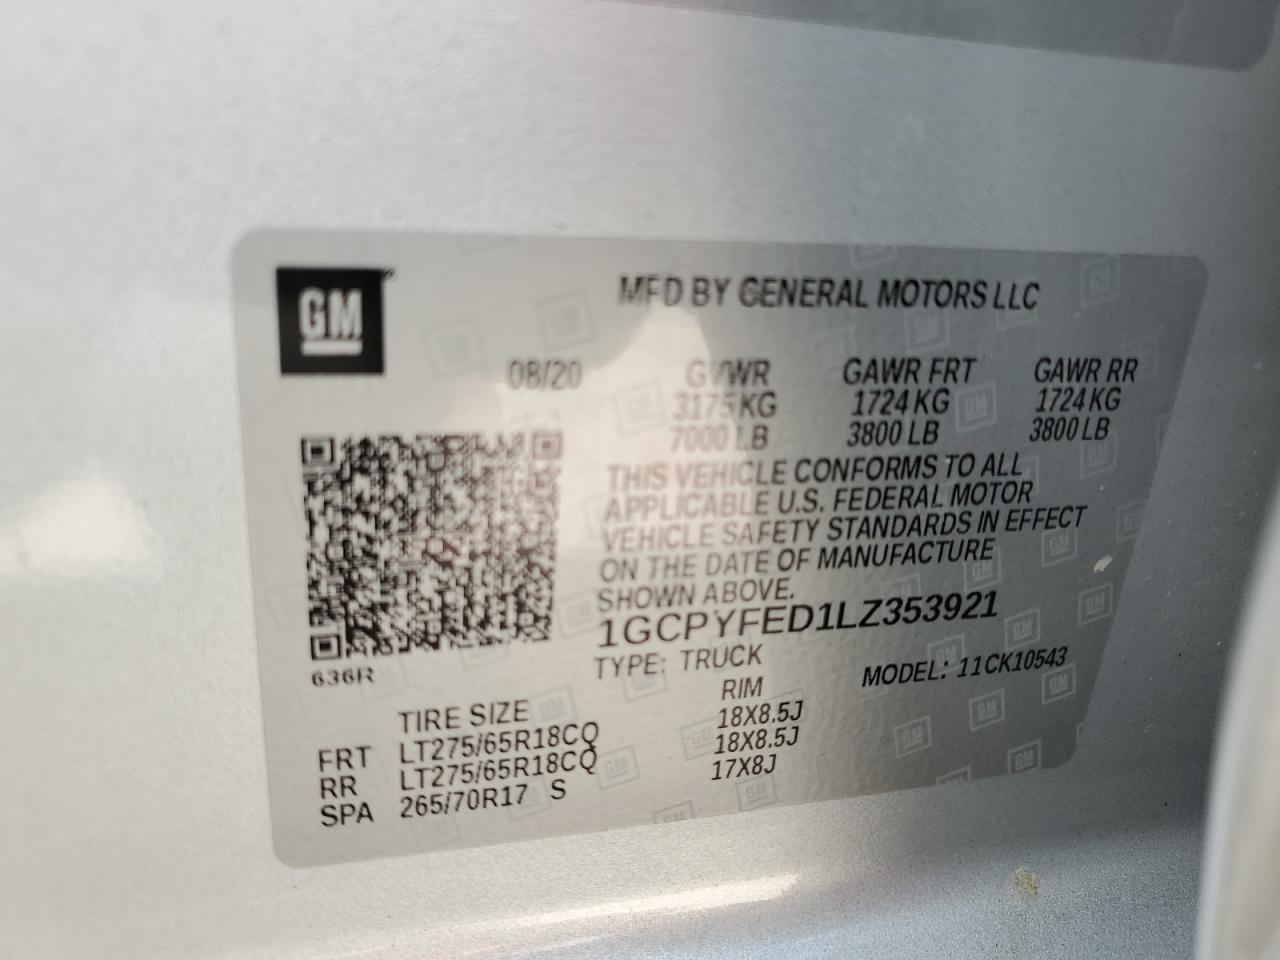 GM
MFD BY GENERAL MOTORS LLC
08/20 GVWR GAWR FRT GAWR RR
3175 KG 1724 KG 1724 KG
7000 LB 3800 LB 3800 LB
THIS VEHICLE CONFORMS TO ALL
APPLICABLE U.S. FEDERAL MOTOR
VEHICLE SAFETY STANDARDS IN EFFECT
ON THE DATE OF MANUFACTURE
SHOWN ABOVE.
1GCPYFED1LZ353921
636R
TYPE: TRUCK MODEL: 11CK10543
TIRE SIZE RIM
FRT LT275/65R18CQ 18X8.5J
RR LT275/65R18CQ 18X8.5J
SPA 265/70R17 S 17X8J